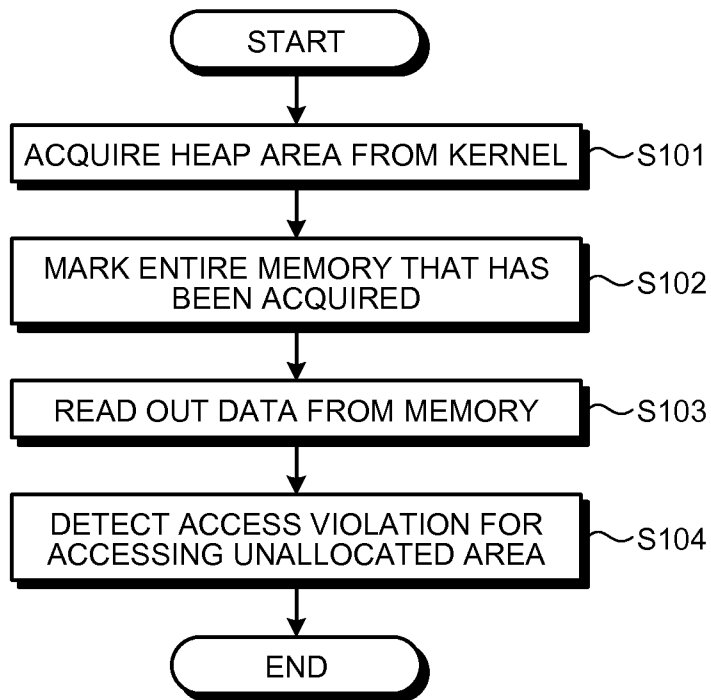 START
ACQUIRE HEAP AREA FROM KERNEL
S101
MARK ENTIRE MEMORY THAT HAS
BEEN ACQUIRED
S102
READ OUT DATA FROM MEMORY
S103
DETECT ACCESS VIOLATION FOR
ACCESSING UNALLOCATED AREA
S104
END